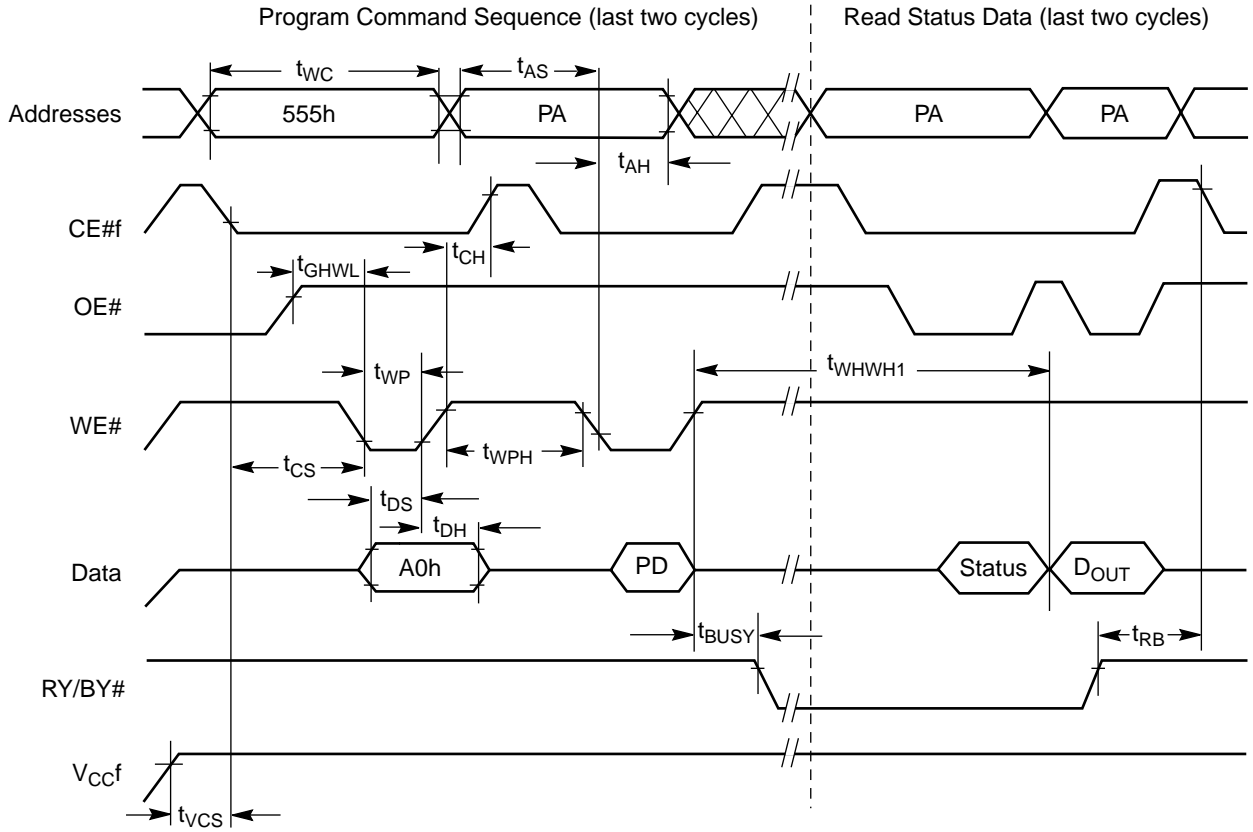 Program Command Sequence (last two cycles) Read Status Data (last two cycles)
tWC tAS
Addresses 555h PA PA PA
tAH
CE#f
tCH
tGHWL
OE#
tWHWH1
tWP
WE#
tWPH
tCS
tDS
tDH
Data A0h PD Status DOUT
tBUSY tRB
RY/BY#
VCCf
tVCS